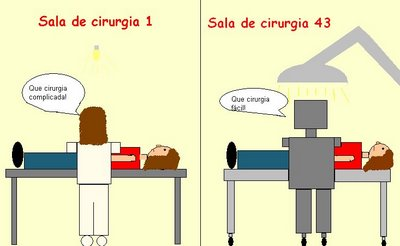 Sala de cirurgia 1
Que cirurgia
complicada!
Sala de cirurgia 43
Que cirurgia
fácil!